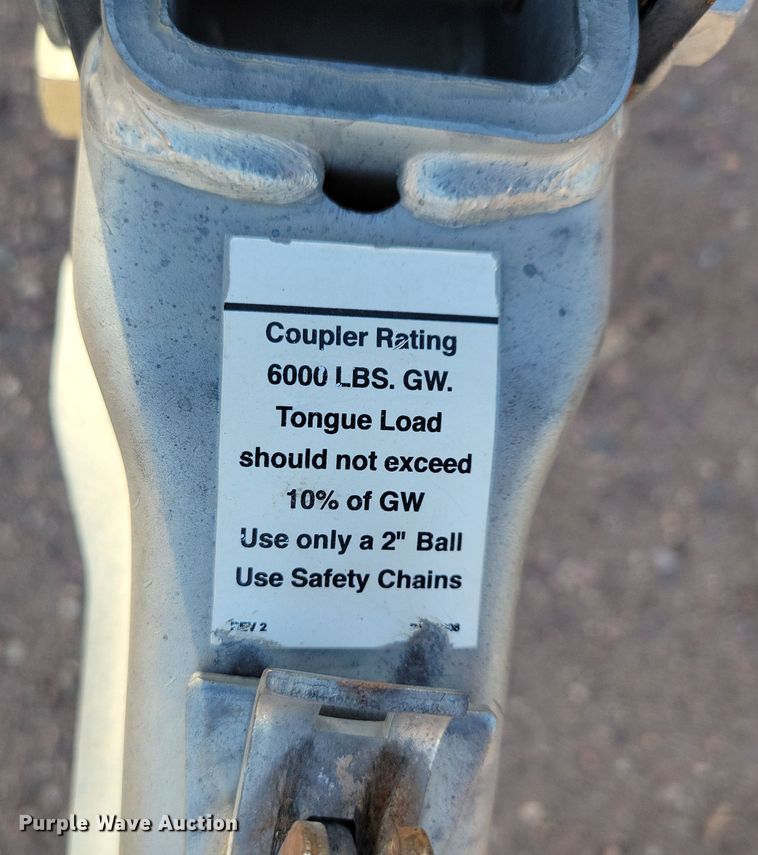 Coupler Rating
6000 LBS. GW.
Tongue Load
should not exceed
10% of GW
Use only a 2" Ball
Use Safety Chains
REV 2
Purple Wave Auction